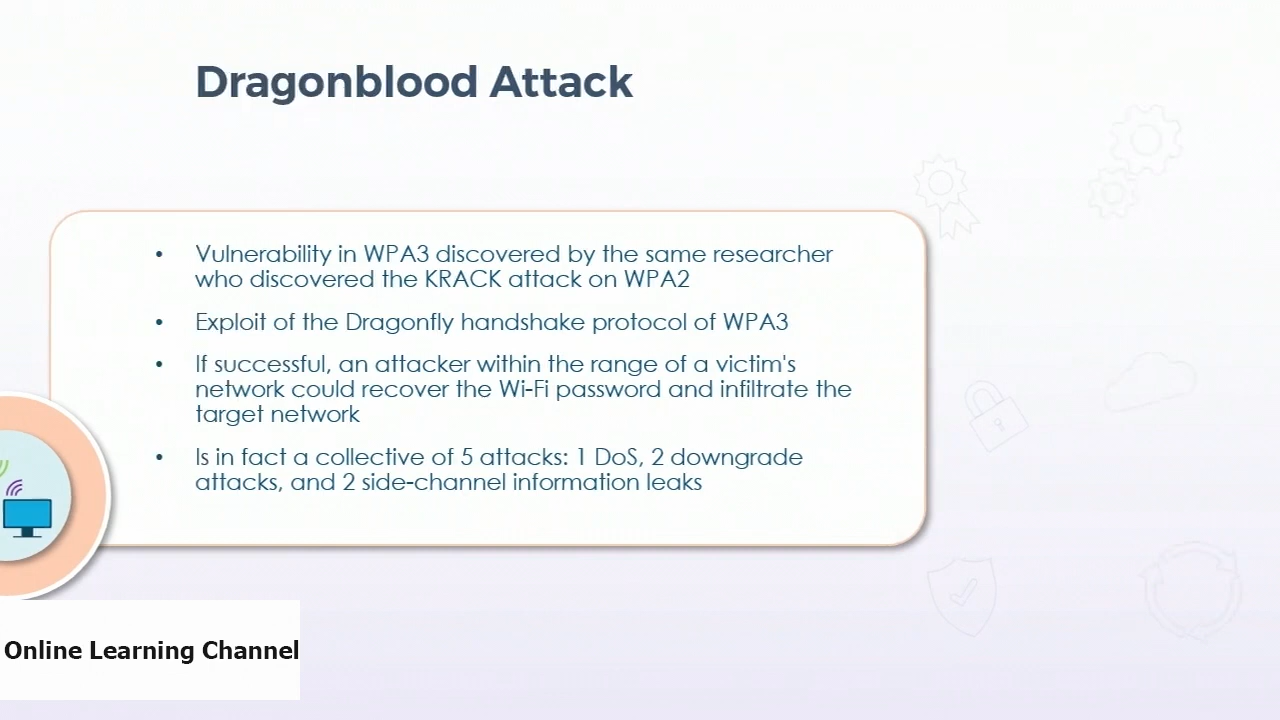 Dragonblood Attack
• Vulnerability in WPA3 discovered by the same researcher
who discovered the KRACK attack on WPA2
• Exploit of the Dragonfly handshake protocol of WPA3
• If successful, an attacker within the range of a victim's
network could recover the Wi-Fi password and infiltrate the
target network
• Is in fact a collective of 5 attacks: 1 DoS, 2 downgrade
attacks, and 2 side-channel information leaks
Online Learning Channel